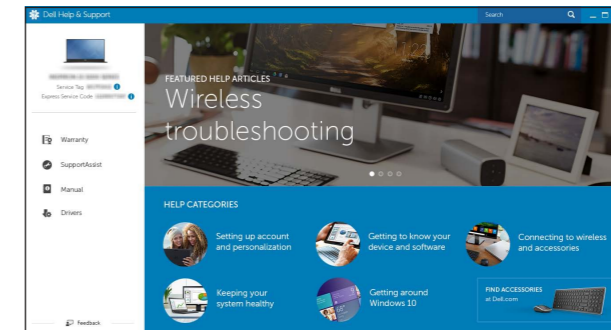 Dell Help & Support
Search
Service Tag:
Express Service Code:
Warranty
SupportAssist
Manual
Drivers
Feedback
FEATURED HELP ARTICLES
Wireless
troubleshooting
HELP CATEGORIES
Setting up account
and personalization
Getting to know your
device and software
Connecting to wireless
and accessories
Keeping your
system healthy
Getting around
Windows 10
FIND ACCESSORIES
at Dell.com